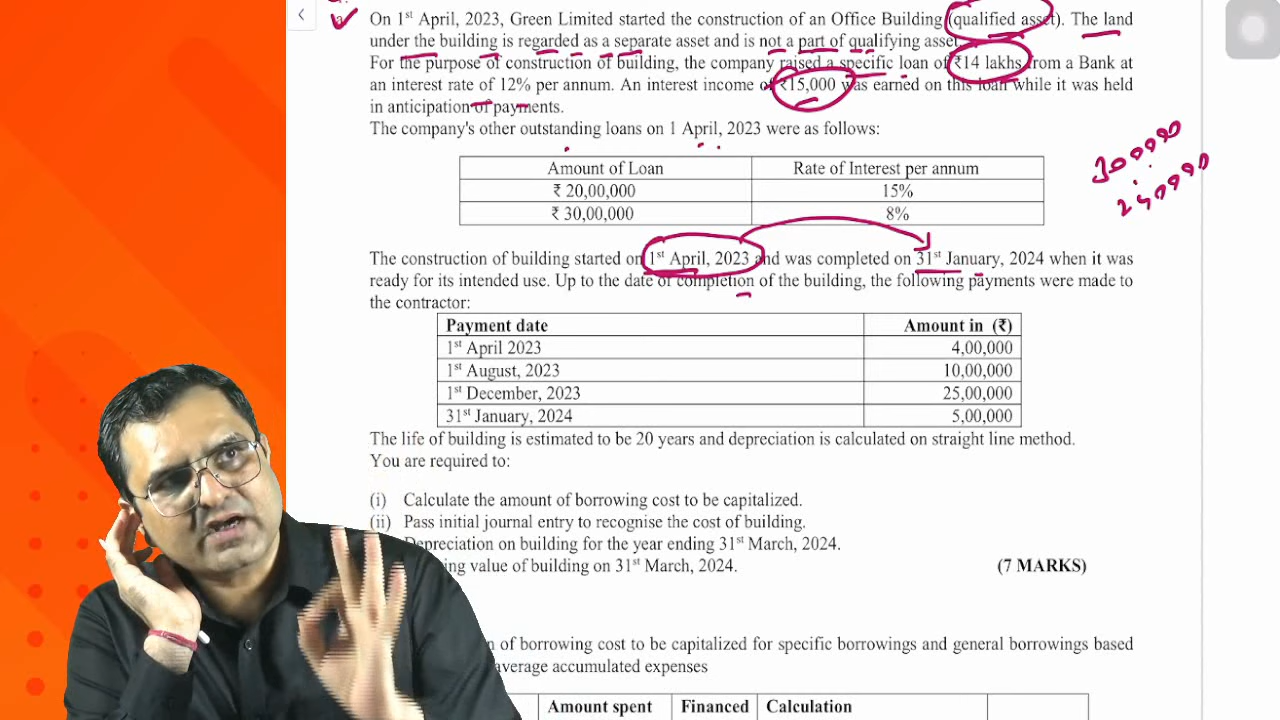 On 1st April, 2023, Green Limited started the construction of an Office Building (qualified asset). The land
under the building is regarded as a separate asset and is not a part of qualifying asset.
For the purpose of construction of building, the company raised a specific loan of ₹14 lakhs from a Bank at
an interest rate of 12% per annum. An interest income of ₹15,000 was earned on this loan while it was held
in anticipation of payments.
The company's other outstanding loans on 1 April, 2023 were as follows:
Amount of Loan Rate of Interest per annum
₹ 20,00,000 15%
₹ 30,00,000 8%
300000
240000
The construction of building started on 1st April, 2023 and was completed on 31st January, 2024 when it was
ready for its intended use. Up to the date of completion of the building, the following payments were made to
the contractor:
Payment date Amount in (₹)
1st April 2023 4,00,000
1st August, 2023 10,00,000
1st December, 2023 25,00,000
31st January, 2024 5,00,000
The life of building is estimated to be 20 years and depreciation is calculated on straight line method.
You are required to:
(i) Calculate the amount of borrowing cost to be capitalized.
(ii) Pass initial journal entry to recognise the cost of building.
Depreciation on building for the year ending 31st March, 2024.
value of building on 31st March, 2024. (7 MARKS)
of borrowing cost to be capitalized for specific borrowings and general borrowings based
average accumulated expenses
Amount spent Financed Calculation